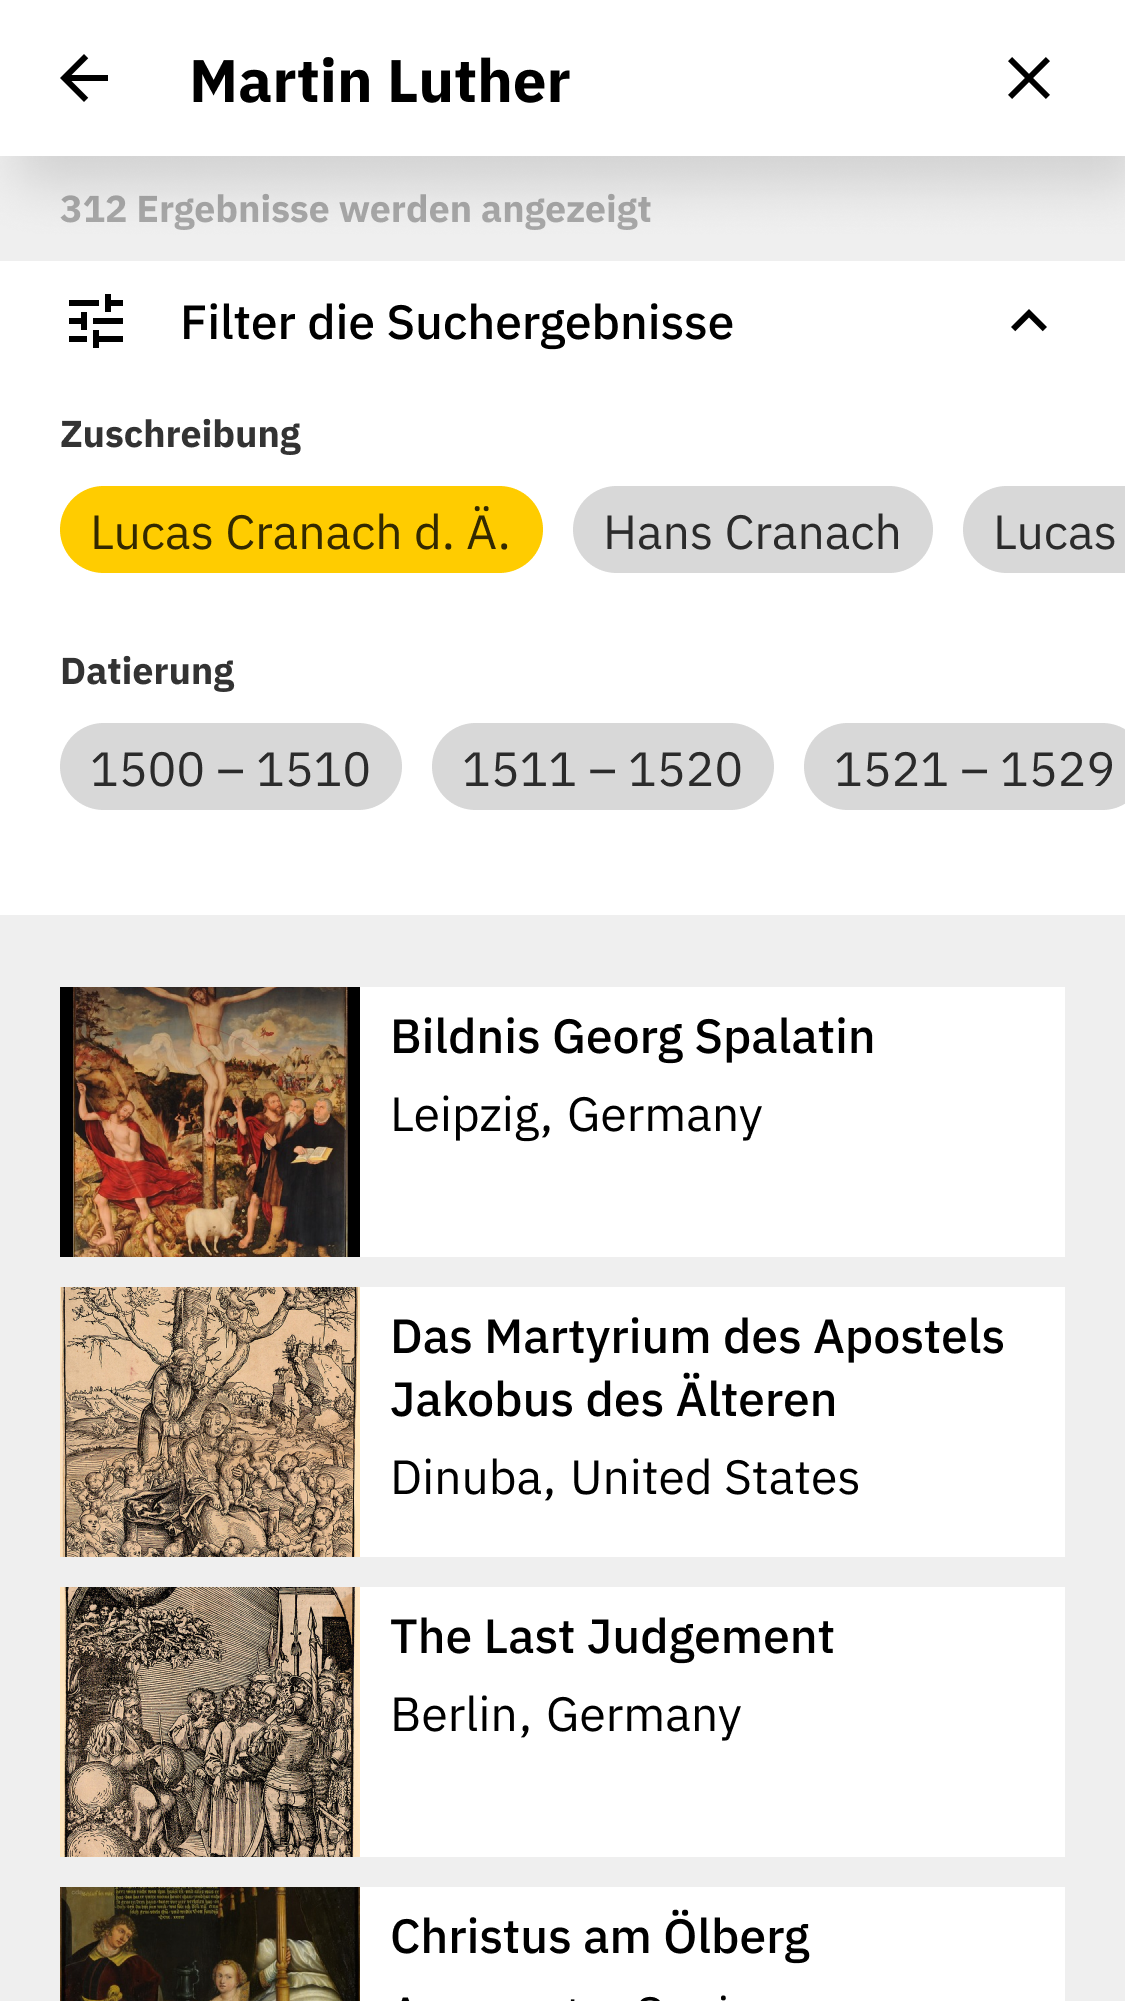 Martin Luther
312 Ergebnisse werden angezeigt
Filter die Suchergebnisse
Zuschreibung
Lucas Cranach d. Ä. Hans Cranach Lucas
Datierung
1500 – 1510 1511 – 1520 1521 – 1529
Bildnis Georg Spalatin
Leipzig, Germany
Das Martyrium des Apostels
Jakobus des Älteren
Dinuba, United States
The Last Judgement
Berlin, Germany
Christus am Ölberg